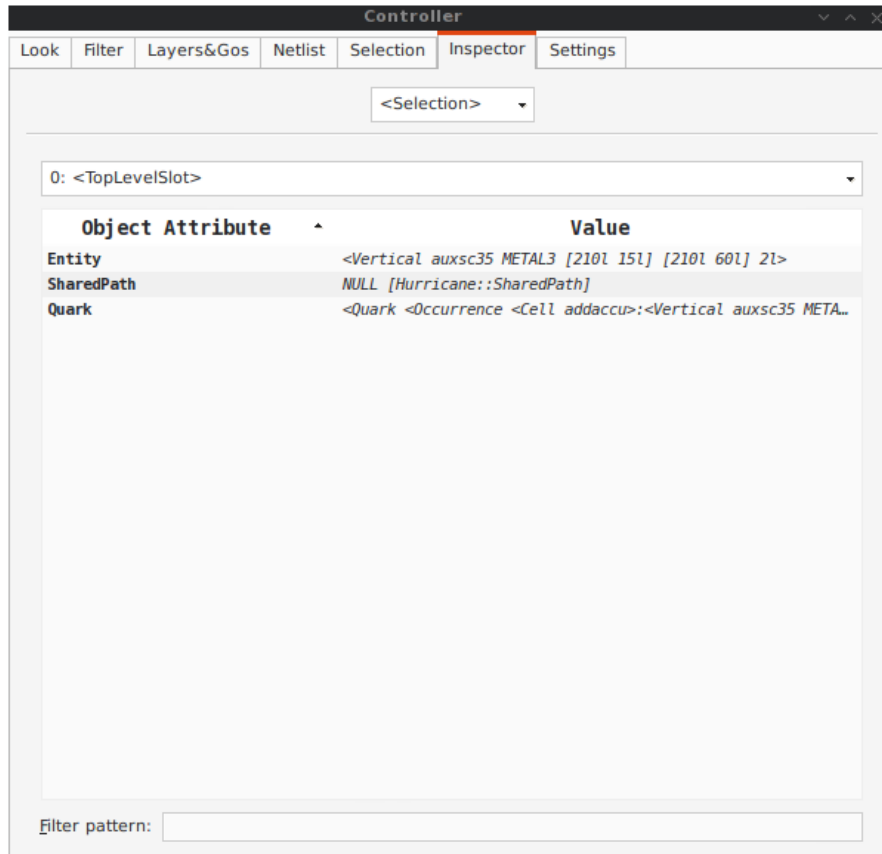 Controller
Look Filter Layers&Gos Netlist Selection Inspector Settings
<Selection>
0: <TopLevelSlot>
Object Attribute Value
Entity <Vertical auxsc35 METAL3 [210l 15l] [210l 60l] 2l>
SharedPath NULL [Hurricane::SharedPath]
Quark <Quark <Occurrence <Cell addaccu>:<Vertical auxsc35 META…
Filter pattern: